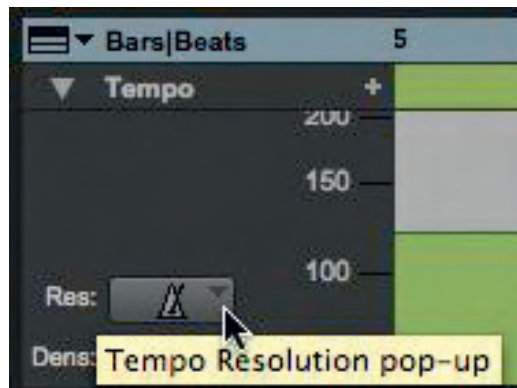 Bars|Beats 5
Tempo +
200
150
100
Res:
Dens:
Tempo Resolution pop-up